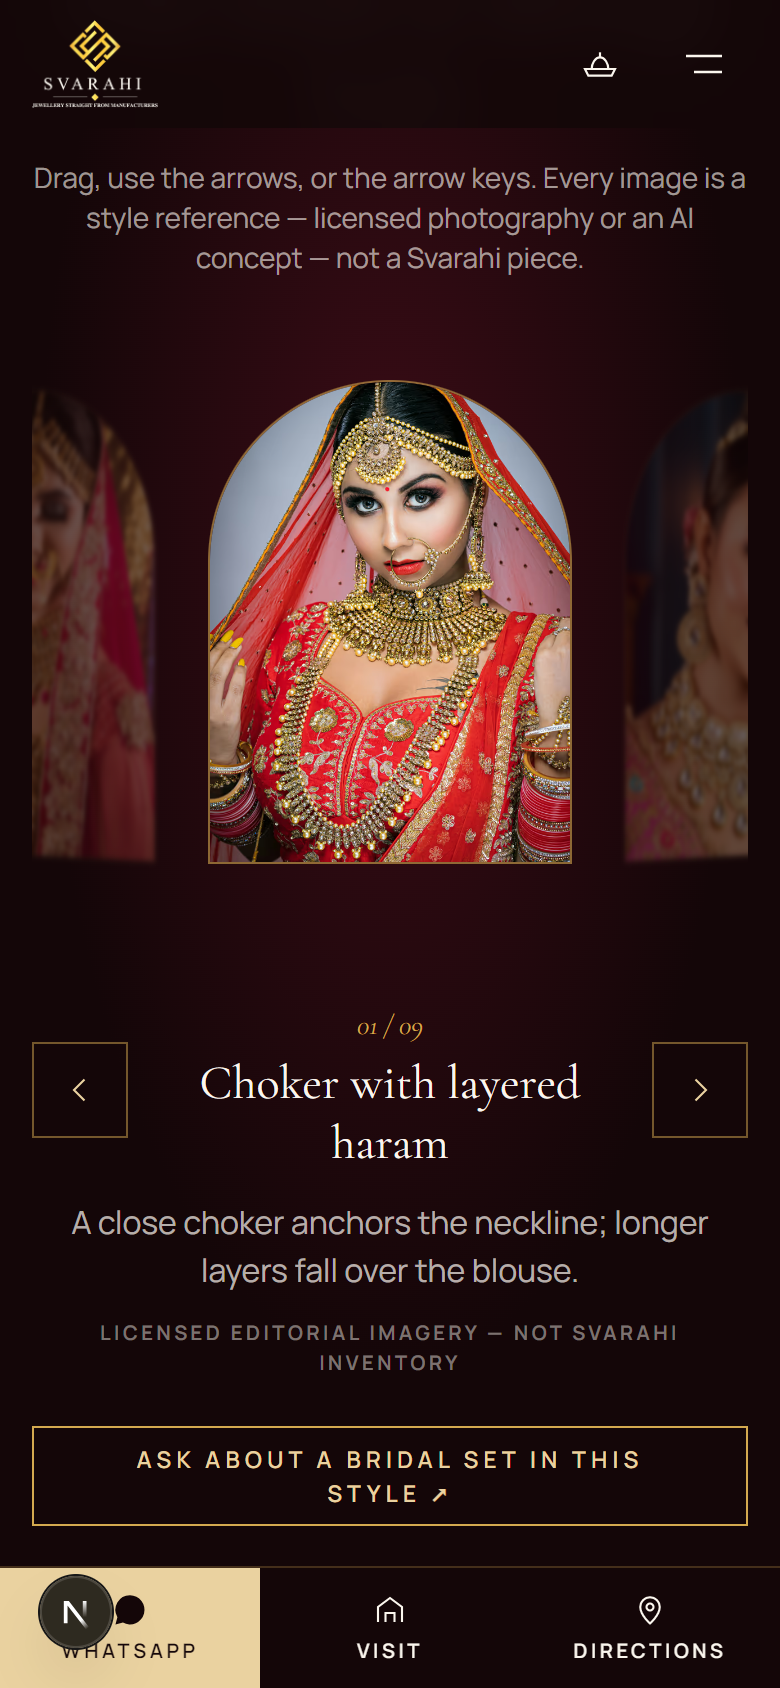 SVARAHI
JEWELLERY STRAIGHT FROM MANUFACTURERS
Drag, use the arrows, or the arrow keys. Every image is a
style reference — licensed photography or an AI
concept — not a Svarahi piece.
01 / 09
Choker with layered
haram
A close choker anchors the neckline; longer
layers fall over the blouse.
LICENSED EDITORIAL IMAGERY — NOT SVARAHI
INVENTORY
ASK ABOUT A BRIDAL SET IN THIS
STYLE ↗
N
WHATSAPP
VISIT
DIRECTIONS